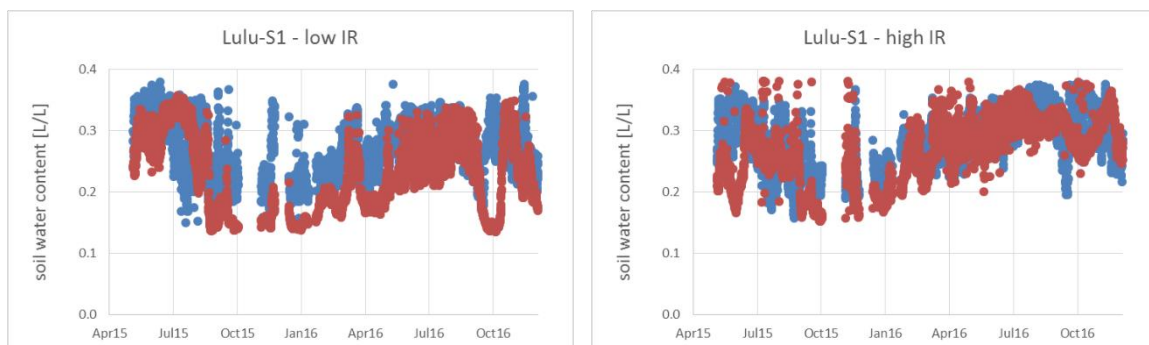 Lulu-S1 - low IR
soil water content [L/L]
0.4
0.3
0.2
0.1
0.0
Apr15 Jul15 Oct15 Jan16 Apr16 Jul16 Oct16
Lulu-S1 - high IR
soil water content [L/L]
0.4
0.3
0.2
0.1
0.0
Apr15 Jul15 Oct15 Jan16 Apr16 Jul16 Oct16